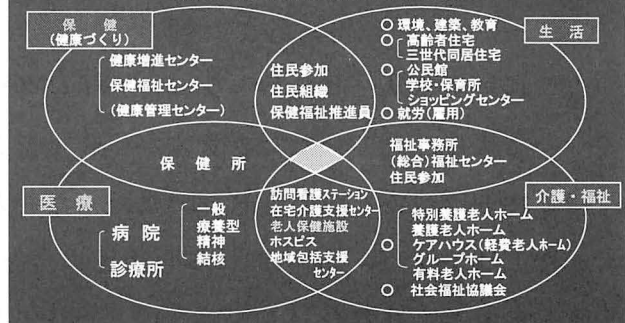 保健
(健康づくり)
健康増進センター
保健福祉センター
(健康管理センター)
住民参加
住民組織
保健福祉推進員
○ 環境、建築、教育
○ 高齢者住宅
三世代同居住宅
○ 公民館
学校・保育所
ショッピングセンター
○ 就労(雇用)
生活
保健所
福祉事務所
(総合)福祉センター
住民参加
医療
病院
診療所
一般
療養型
精神
結核
訪問看護ステーション
在宅介護支援センター
老人保健施設
ホスピス
地域包括支援
センター
介護・福祉
特別養護老人ホーム
養護老人ホーム
○ ケアハウス(軽費老人ホーム)
グループホーム
有料老人ホーム
○ 社会福祉協議会